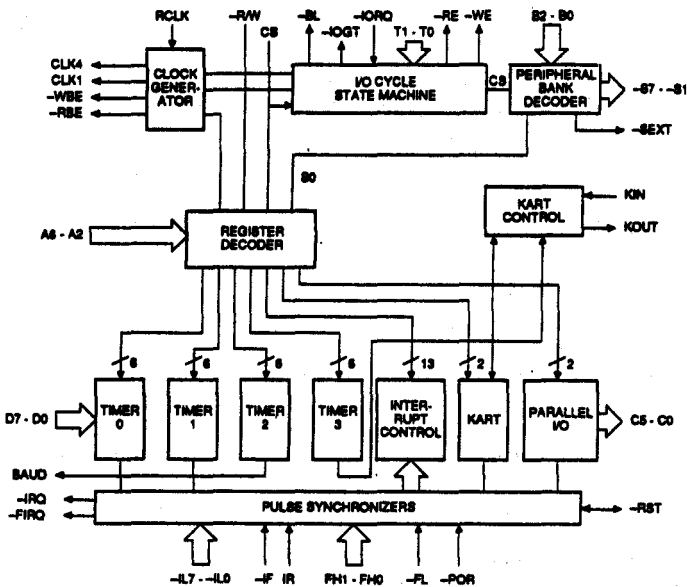 RCLK
–R/W
CS
–BL
–IOGT
–IORQ
T1 - T0
–RE
–WE
S2 - B0
CLK4
CLK1
–WBE
–RBE
CLOCK
GENER-
ATOR
I/O CYCLE
STATE MACHINE
CS
PERIPHERAL
BANK
DECODER
–S7 - –S1
–SEXT
S0
A6 - A2
REGISTER
DECODER
KART
CONTROL
KIN
KOUT
6
6
6
6
13
2
2
D7 - D0
TIMER
0
TIMER
1
TIMER
2
TIMER
3
INTER-
RUPT
CONTROL
KART
PARALLEL
I/O
C5 - C0
BAUD
–IRQ
–FIRQ
PULSE SYNCHRONIZERS
–RST
–IL7 - –IL0
–IF
IR
FH1 - FH0
–FL
–POR